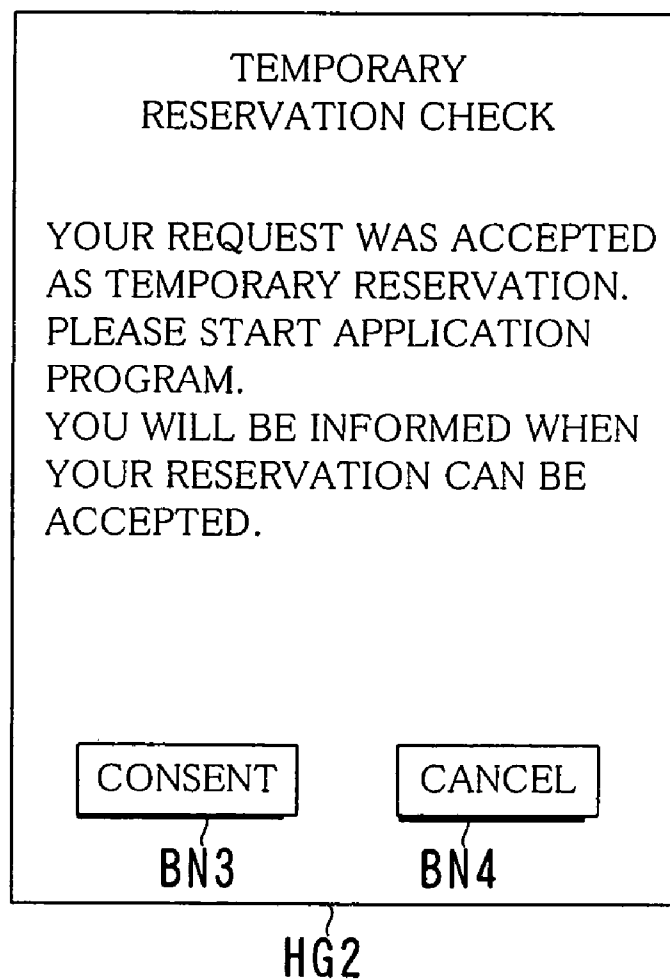 TEMPORARY
RESERVATION CHECK
YOUR REQUEST WAS ACCEPTED
AS TEMPORARY RESERVATION.
PLEASE START APPLICATION
PROGRAM.
YOU WILL BE INFORMED WHEN
YOUR RESERVATION CAN BE
ACCEPTED.
CONSENT CANCEL
BN3 BN4
HG2